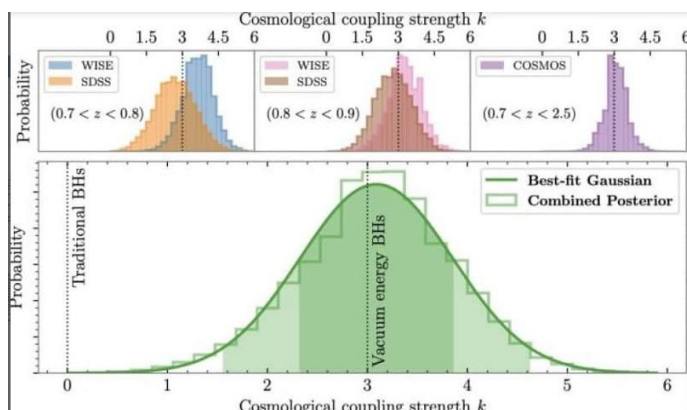 Cosmological coupling strength k
0 1.5 3 4.5 6
0 1.5 3 4.5 6
0 1.5 3 4.5 6
Probability
WISE
SDSS
(0.7 < z < 0.8)
WISE
SDSS
(0.8 < z < 0.9)
COSMOS
(0.7 < z < 2.5)
Probability
Traditional BHs
Vacuum energy BHs
Best-fit Gaussian
Combined Posterior
0 1 2 3 4 5 6
Cosmological coupling strength k